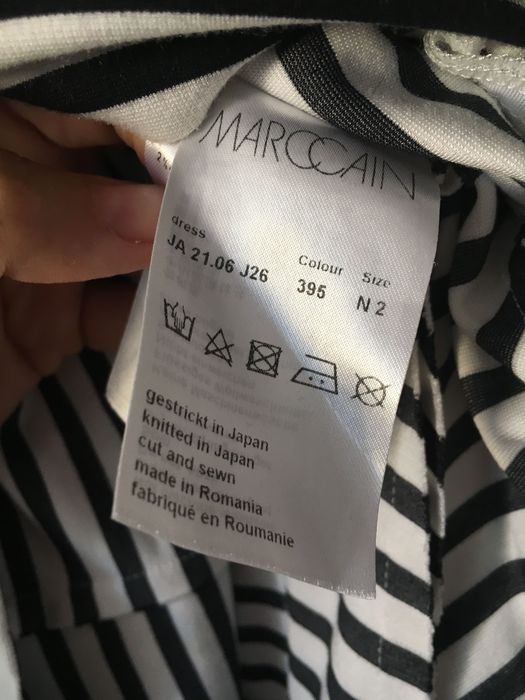 MARCCAIN
dress
JA 21.06 J26
Colour
395
Size
N 2
gestrickt in Japan
knitted in Japan
cut and sewn
made in Romania
fabriqué en Roumanie